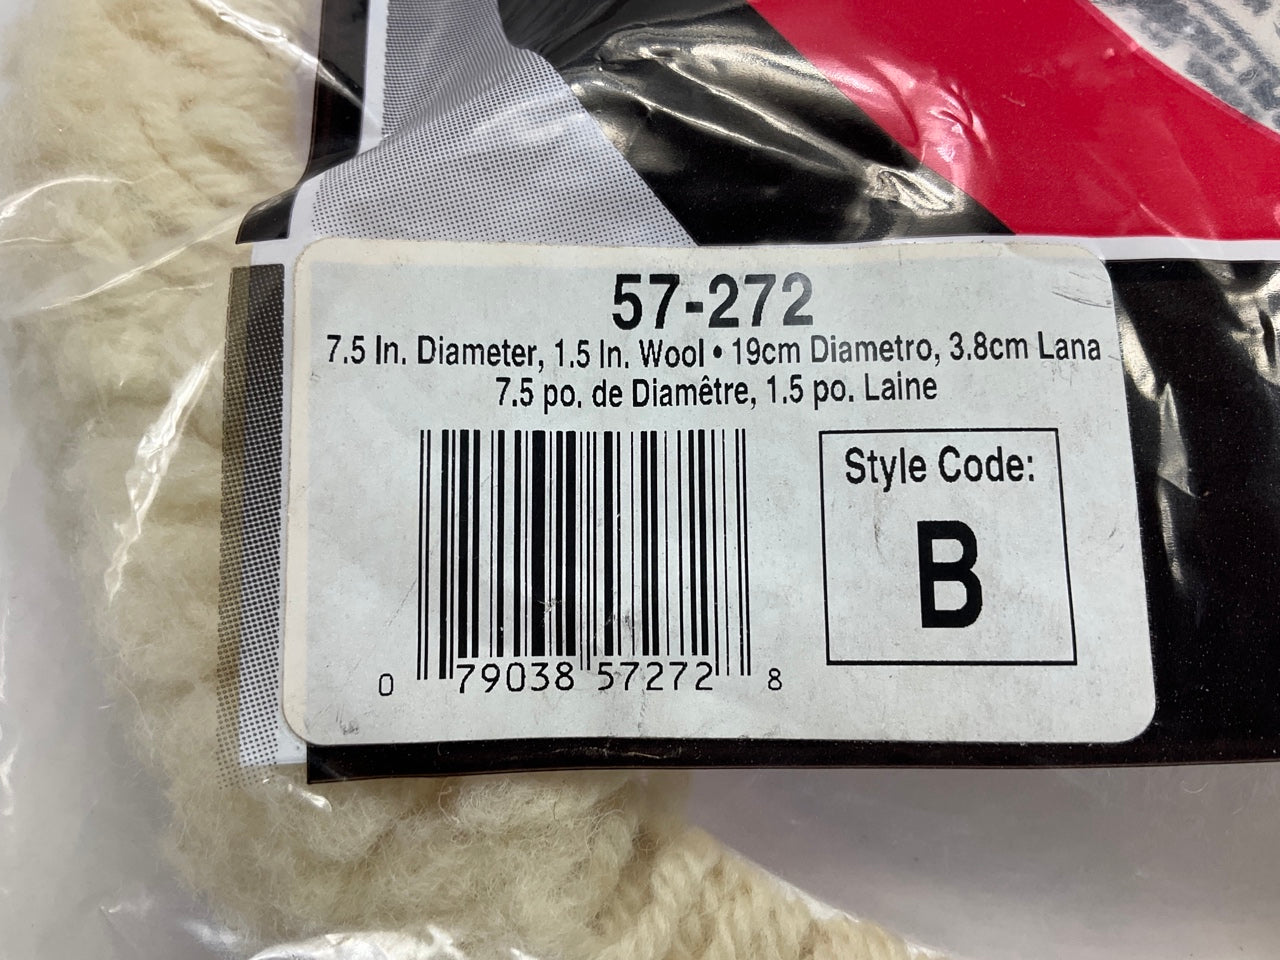 57-272
7.5 In. Diameter, 1.5 In. Wool • 19cm Diametro, 3.8cm Lana
7.5 po. de Diamêtre, 1.5 po. Laine
Style Code:
B
0 79038 57272 8